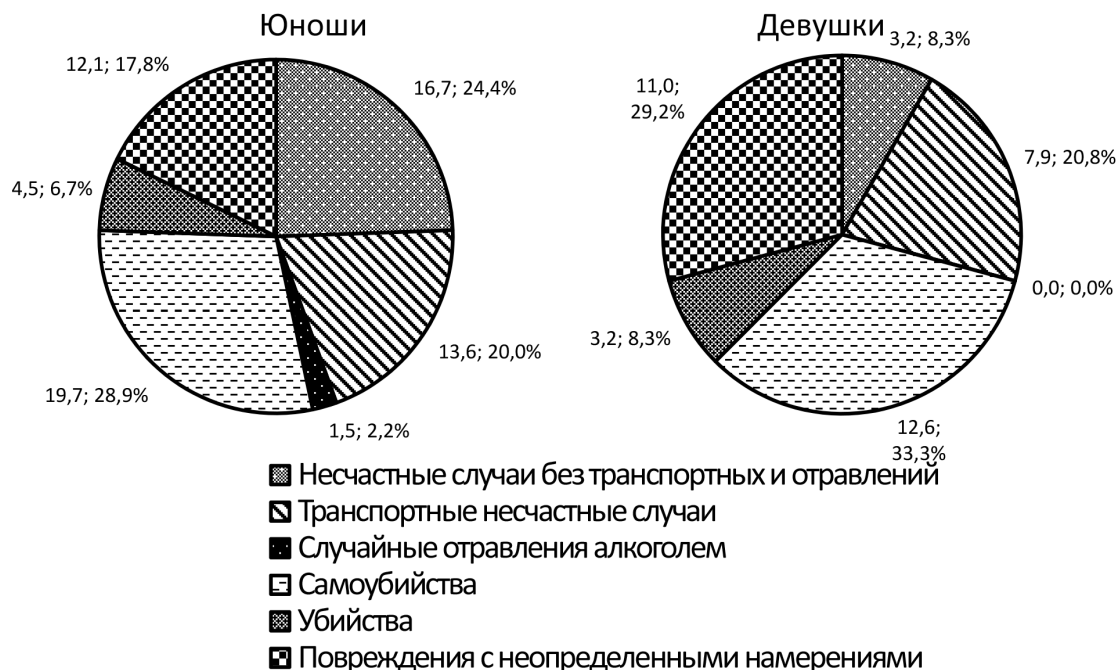 Юноши
12,1; 17,8%
16,7; 24,4%
4,5; 6,7%
13,6; 20,0%
19,7; 28,9%
1,5; 2,2%
Девушки
3,2; 8,3%
11,0;
29,2%
7,9; 20,8%
0,0; 0,0%
3,2; 8,3%
12,6;
33,3%
Несчастные случаи без транспортных и отравлений
Транспортные несчастные случаи
Случайные отравления алкоголем
Самоубийства
Убийства
Повреждения с неопределенными намерениями